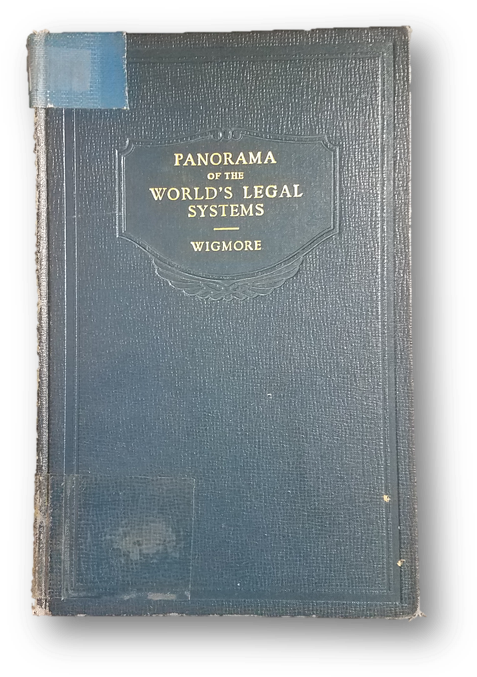 PANORAMA
OF THE
WORLD'S LEGAL
SYSTEMS
WIGMORE